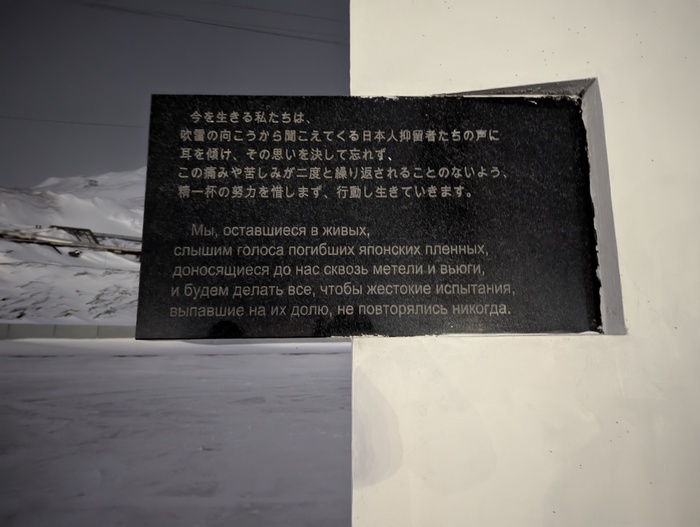 今を生きる私たちは、
吹雪の向こうから聞こえてくる日本人抑留者たちの声に
耳を傾け、その思いを決して忘れず、
この痛みや苦しみが二度と繰り返されることのないよう、
精一杯の努力を惜しまず、行動し生きていきます。
Мы, оставшиеся в живых,
слышим голоса погибших японских пленных,
доносящиеся до нас сквозь метели и вьюги,
и будем делать все, чтобы жестокие испытания,
выпавшие на их долю, не повторялись никогда.